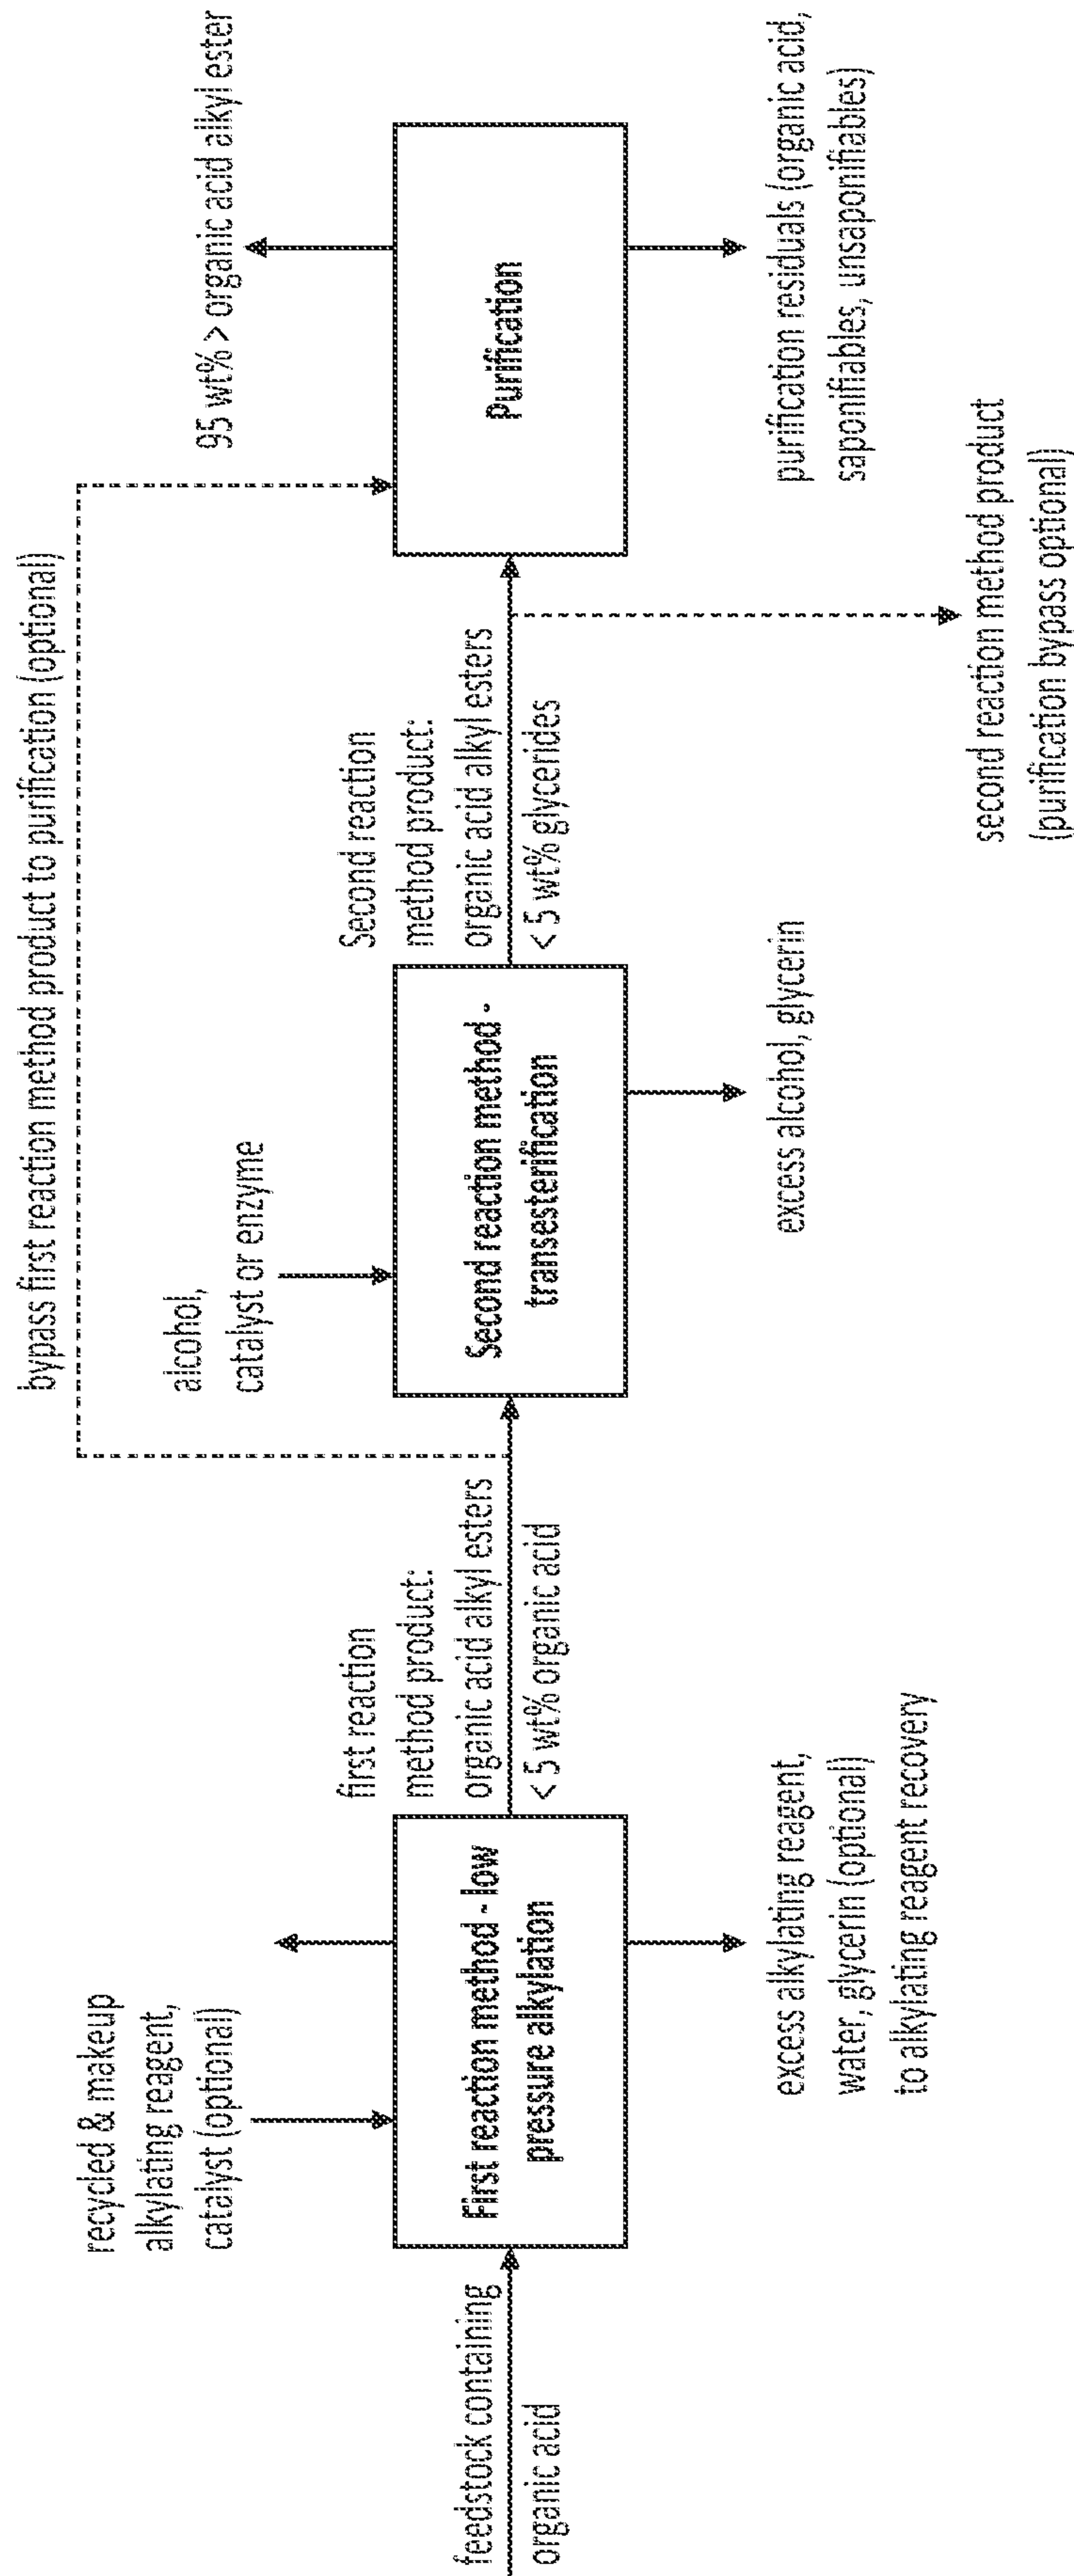 feedstock containing
organic acid
recycled & makeup
alkylating reagent,
catalyst (optional)
First reaction method - low
pressure alkylation
excess alkylating reagent,
water, glycerin (optional)
to alkylating reagent recovery
first reaction
method product:
organic acid alkyl esters
< 5 wt% organic acid
bypass first reaction method product to purification (optional)
alcohol,
catalyst or enzyme
Second reaction method -
transesterification
excess alcohol, glycerin
Second reaction
method product:
organic acid alkyl esters
< 5 wt% glycerides
second reaction method product
(purification bypass optional)
95 wt% > organic acid alkyl ester
Purification
purification residuals (organic acid,
saponifiables, unsaponifiables)